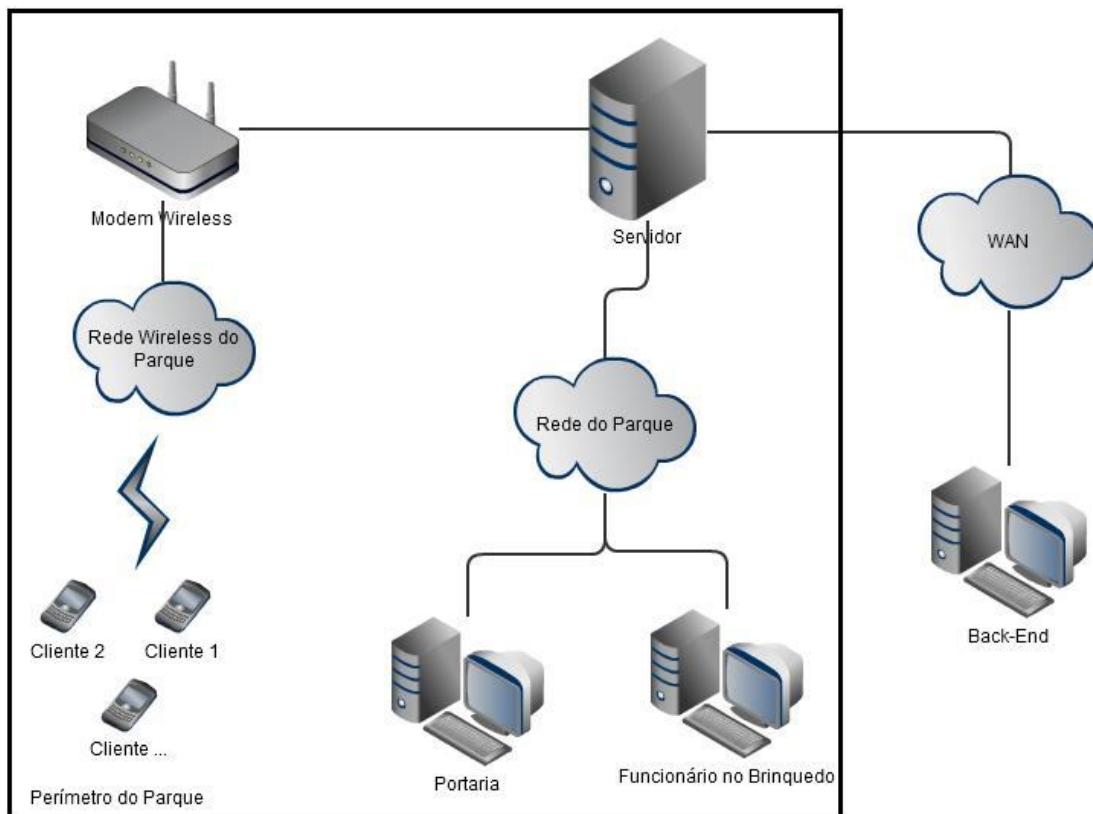 Modem Wireless
Servidor
WAN
Rede Wireless do
Parque
Rede do Parque
Cliente 2
Cliente 1
Back-End
Cliente ...
Portaria
Funcionário no Brinquedo
Perímetro do Parque